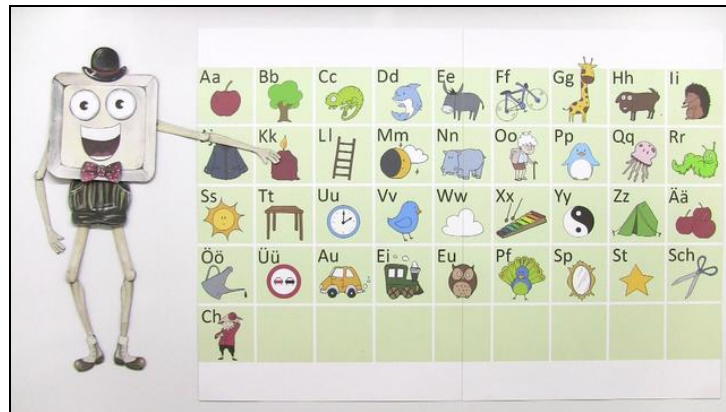 Aa Bb Cc Dd Ee Ff Gg Hh Ii
Jj Kk Ll Mm Nn Oo Pp Qq Rr
Ss Tt Uu Vv Ww Xx Yy Zz Ää
Öö Üü Au Ei Eu Pf Sp St Sch
Ch